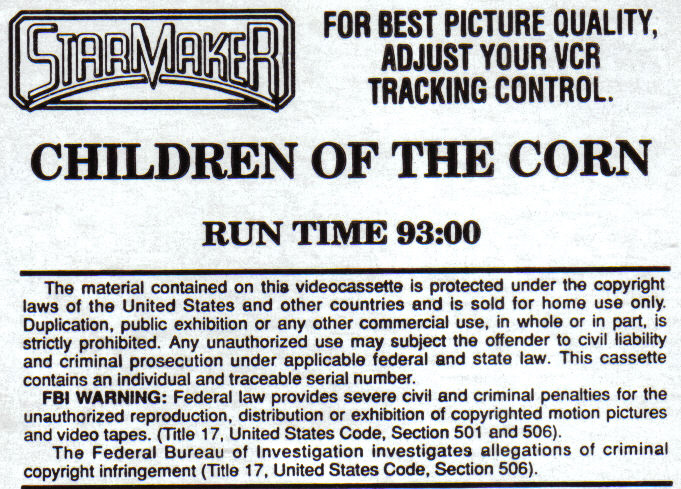 STARMAKER
FOR BEST PICTURE QUALITY,
ADJUST YOUR VCR
TRACKING CONTROL.
CHILDREN OF THE CORN
RUN TIME 93:00
The material contained on this videocassette is protected under the copyright
laws of the United States and other countries and is sold for home use only.
Duplication, public exhibition or any other commercial use, in whole or in part, is
strictly prohibited. Any unauthorized use may subject the offender to civil liability
and criminal prosecution under applicable federal and state law. This cassette
contains an individual and traceable serial number.
FBI WARNING: Federal law provides severe civil and criminal penalties for the
unauthorized reproduction, distribution or exhibition of copyrighted motion pictures
and video tapes. (Title 17, United States Code, Section 501 and 506).
The Federal Bureau of Investigation investigates allegations of criminal
copyright infringement (Title 17, United States Code, Section 506).